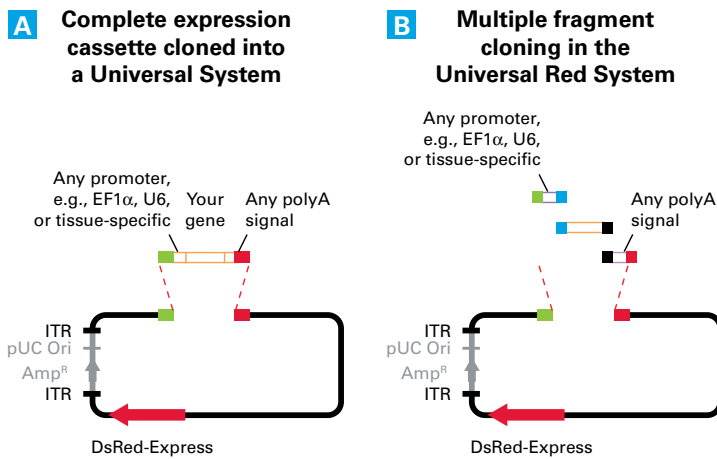 A
Complete expression
cassette cloned into
a Universal System
Any promoter,
e.g., EF1α, U6,
or tissue-specific
Your
gene
Any polyA
signal
ITR
pUC Ori
Ampᴿ
ITR
DsRed-Express
B
Multiple fragment
cloning in the
Universal Red System
Any promoter,
e.g., EF1α, U6,
or tissue-specific
Any polyA
signal
ITR
pUC Ori
Ampᴿ
ITR
DsRed-Express